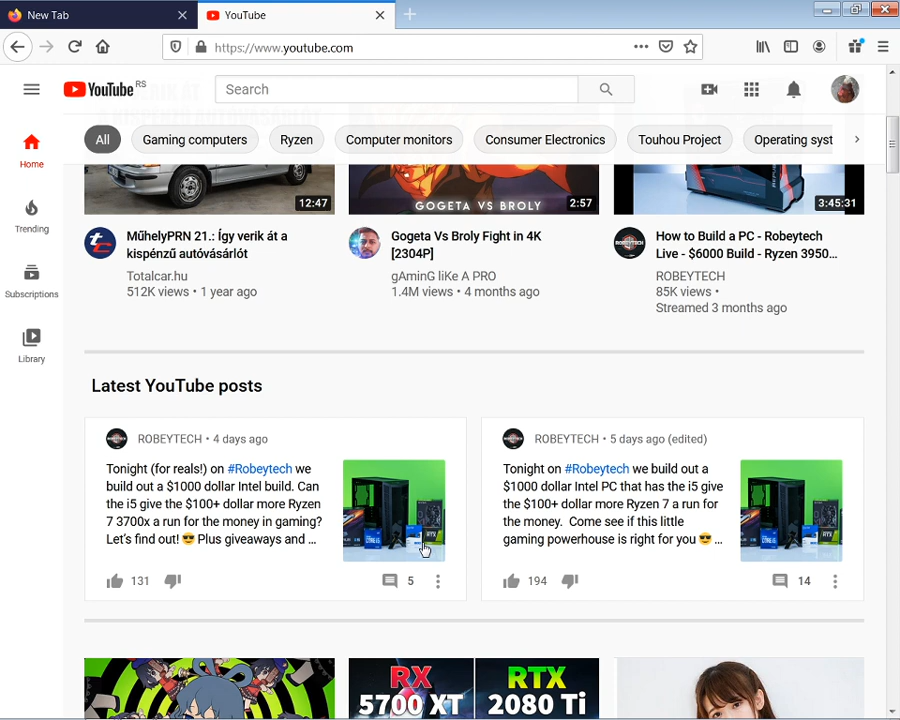 New Tab
YouTube
https://www.youtube.com
YouTube RS
Search
All
Gaming computers
Ryzen
Computer monitors
Consumer Electronics
Touhou Project
Operating syst
Home
Trending
Subscriptions
Library
12:47
GOGETA VS BROLY
2:57
3:45:31
MűhelyPRN 21.: Így verik át a
kispénzű autóvásárlót
Totalcar.hu
512K views • 1 year ago
Gogeta Vs Broly Fight in 4K
[2304P]
gAminG liKe A PRO
1.4M views • 4 months ago
ROBEYTECH
How to Build a PC - Robeytech
Live - $6000 Build - Ryzen 3950...
ROBEYTECH
85K views •
Streamed 3 months ago
Latest YouTube posts
ROBEYTECH • 4 days ago
Tonight (for reals!) on #Robeytech we
build out a $1000 dollar Intel build. Can
the i5 give the $100+ dollar more Ryzen
7 3700x a run for the money in gaming?
Let's find out! 😎 Plus giveaways and ...
131
5
ROBEYTECH • 5 days ago (edited)
Tonight on #Robeytech we build out a
$1000 dollar Intel PC that has the i5 give
the $100+ dollar more Ryzen 7 a run for
the money. Come see if this little
gaming powerhouse is right for you 😎 ...
194
14
RX
5700 XT
RTX
2080 Ti